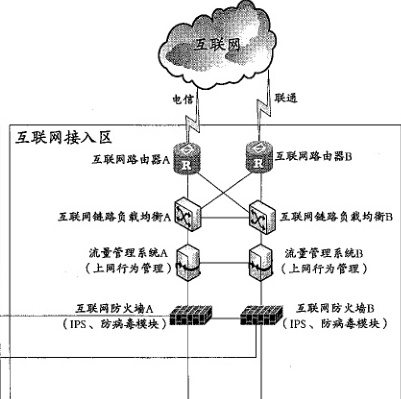 互联网
电信
联通
互联网接入区
互联网路由器A
互联网路由器B
R
R
互联网链路负载均衡A
互联网链路负载均衡B
流量管理系统A
（上网行为管理）
流量管理系统B
（上网行为管理）
互联网防火墙A
（IPS、防病毒模块）
互联网防火墙B
（IPS、防病毒模块）